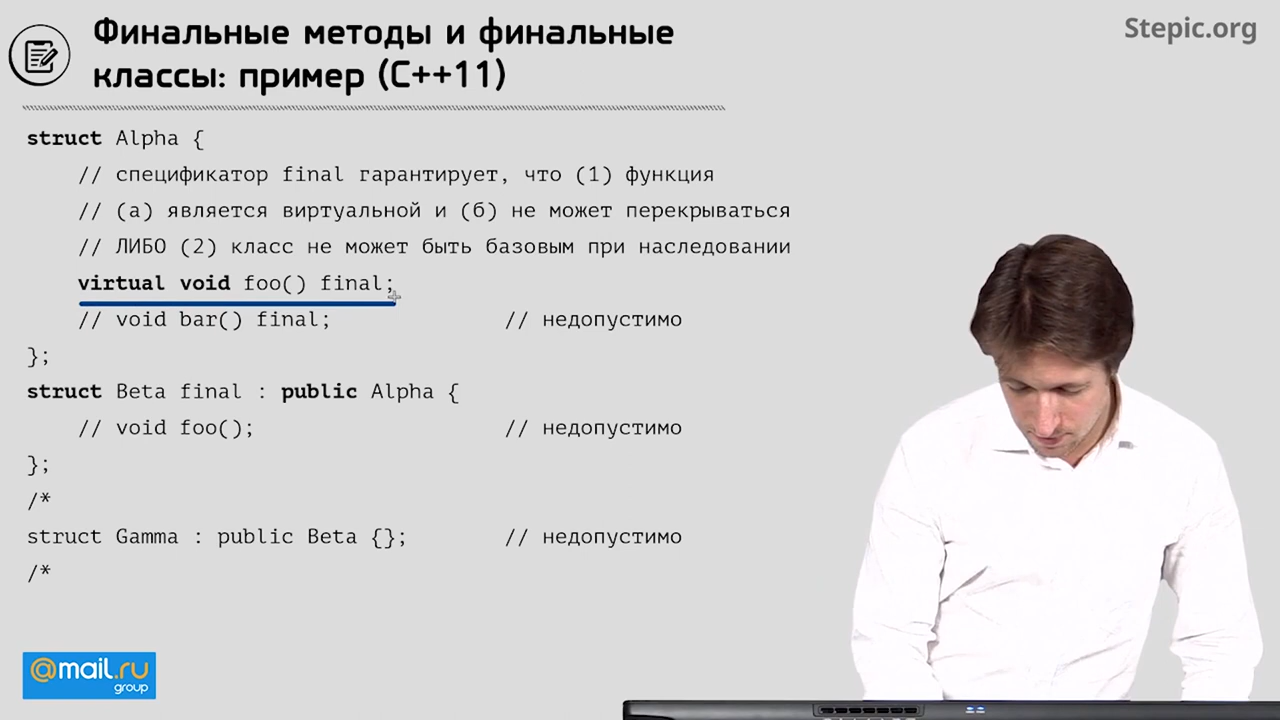 Финальные методы и финальные
классы: пример (C++11)
Stepic.org
struct Alpha {
// спецификатор final гарантирует, что (1) функция
// (а) является виртуальной и (б) не может перекрываться
// ЛИБО (2) класс не может быть базовым при наследовании
virtual void foo() final;
// void bar() final; // недопустимо
};
struct Beta final : public Alpha {
// void foo(); // недопустимо
};
/*
struct Gamma : public Beta {}; // недопустимо
/*
@mail.ru
group